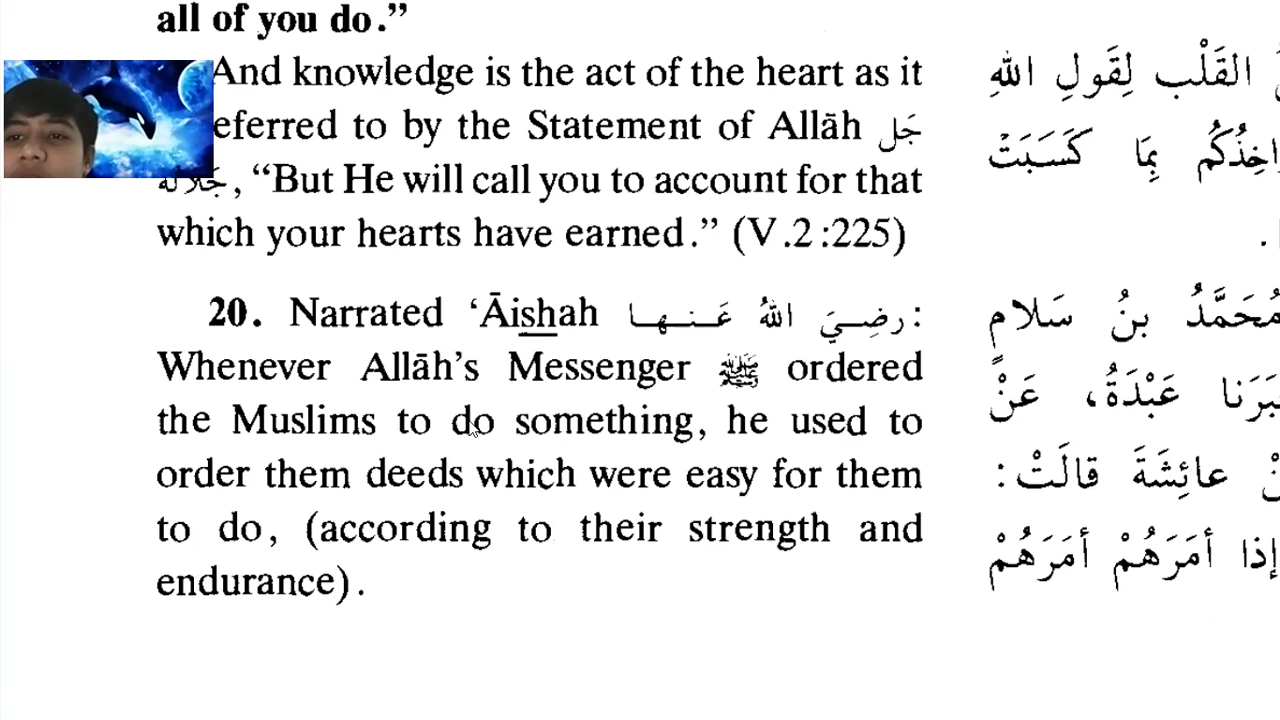 all of you do.”
And knowledge is the act of the heart as it
eferred to by the Statement of Allāh جَل
جَلَالُهُ, “But He will call you to account for that
which your hearts have earned.” (V.2:225)
20. Narrated ‘Āishah رضِيَ اللهُ عَنها:
Whenever Allāh’s Messenger ﷺ ordered
the Muslims to do something, he used to
order them deeds which were easy for them
to do, (according to their strength and
endurance).
القَلْب لِقَولِ اللهِ
بِمَا كَسَبَتْ
.
مُحَمَّدُ بنُ سَلامٍ
عَبْدَةُ، عَنْ
عائِشَةَ قالَتْ:
إذا أمَرَهُمْ أمَرَهُمْ